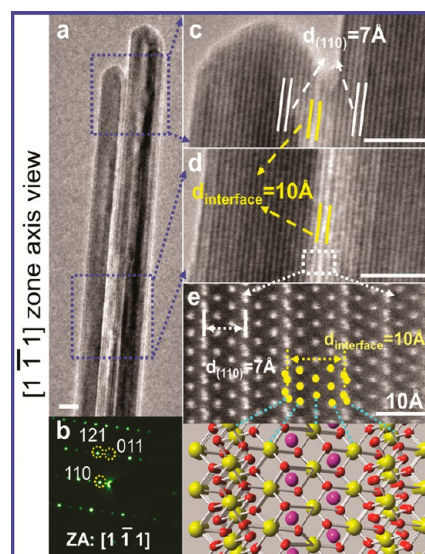 [1 1̅ 1] zone axis view
a
c
d(110)=7Å
d
dinterface=10Å
e
d(110)=7Å
dinterface=10Å
10Å
b
121
011
110
ZA: [1 1̅ 1]